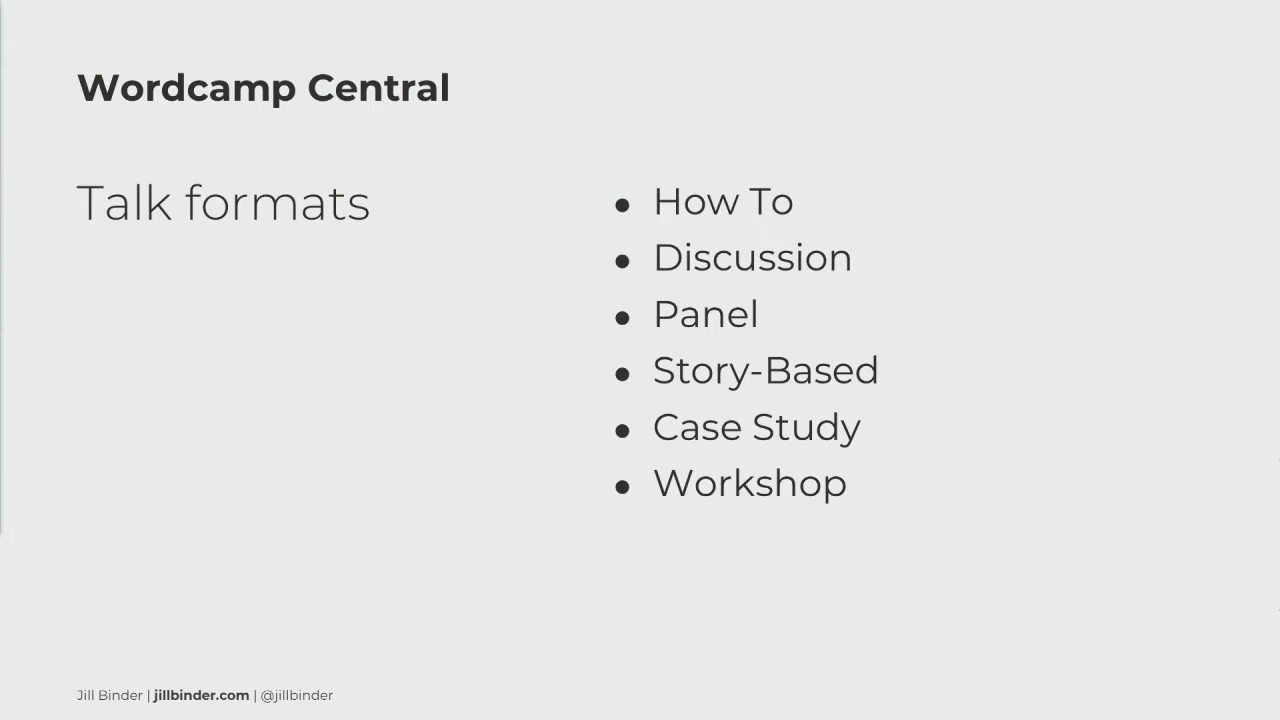 Wordcamp Central
Talk formats
● How To
● Discussion
● Panel
● Story-Based
● Case Study
● Workshop
Jill Binder | jillbinder.com | @jillbinder